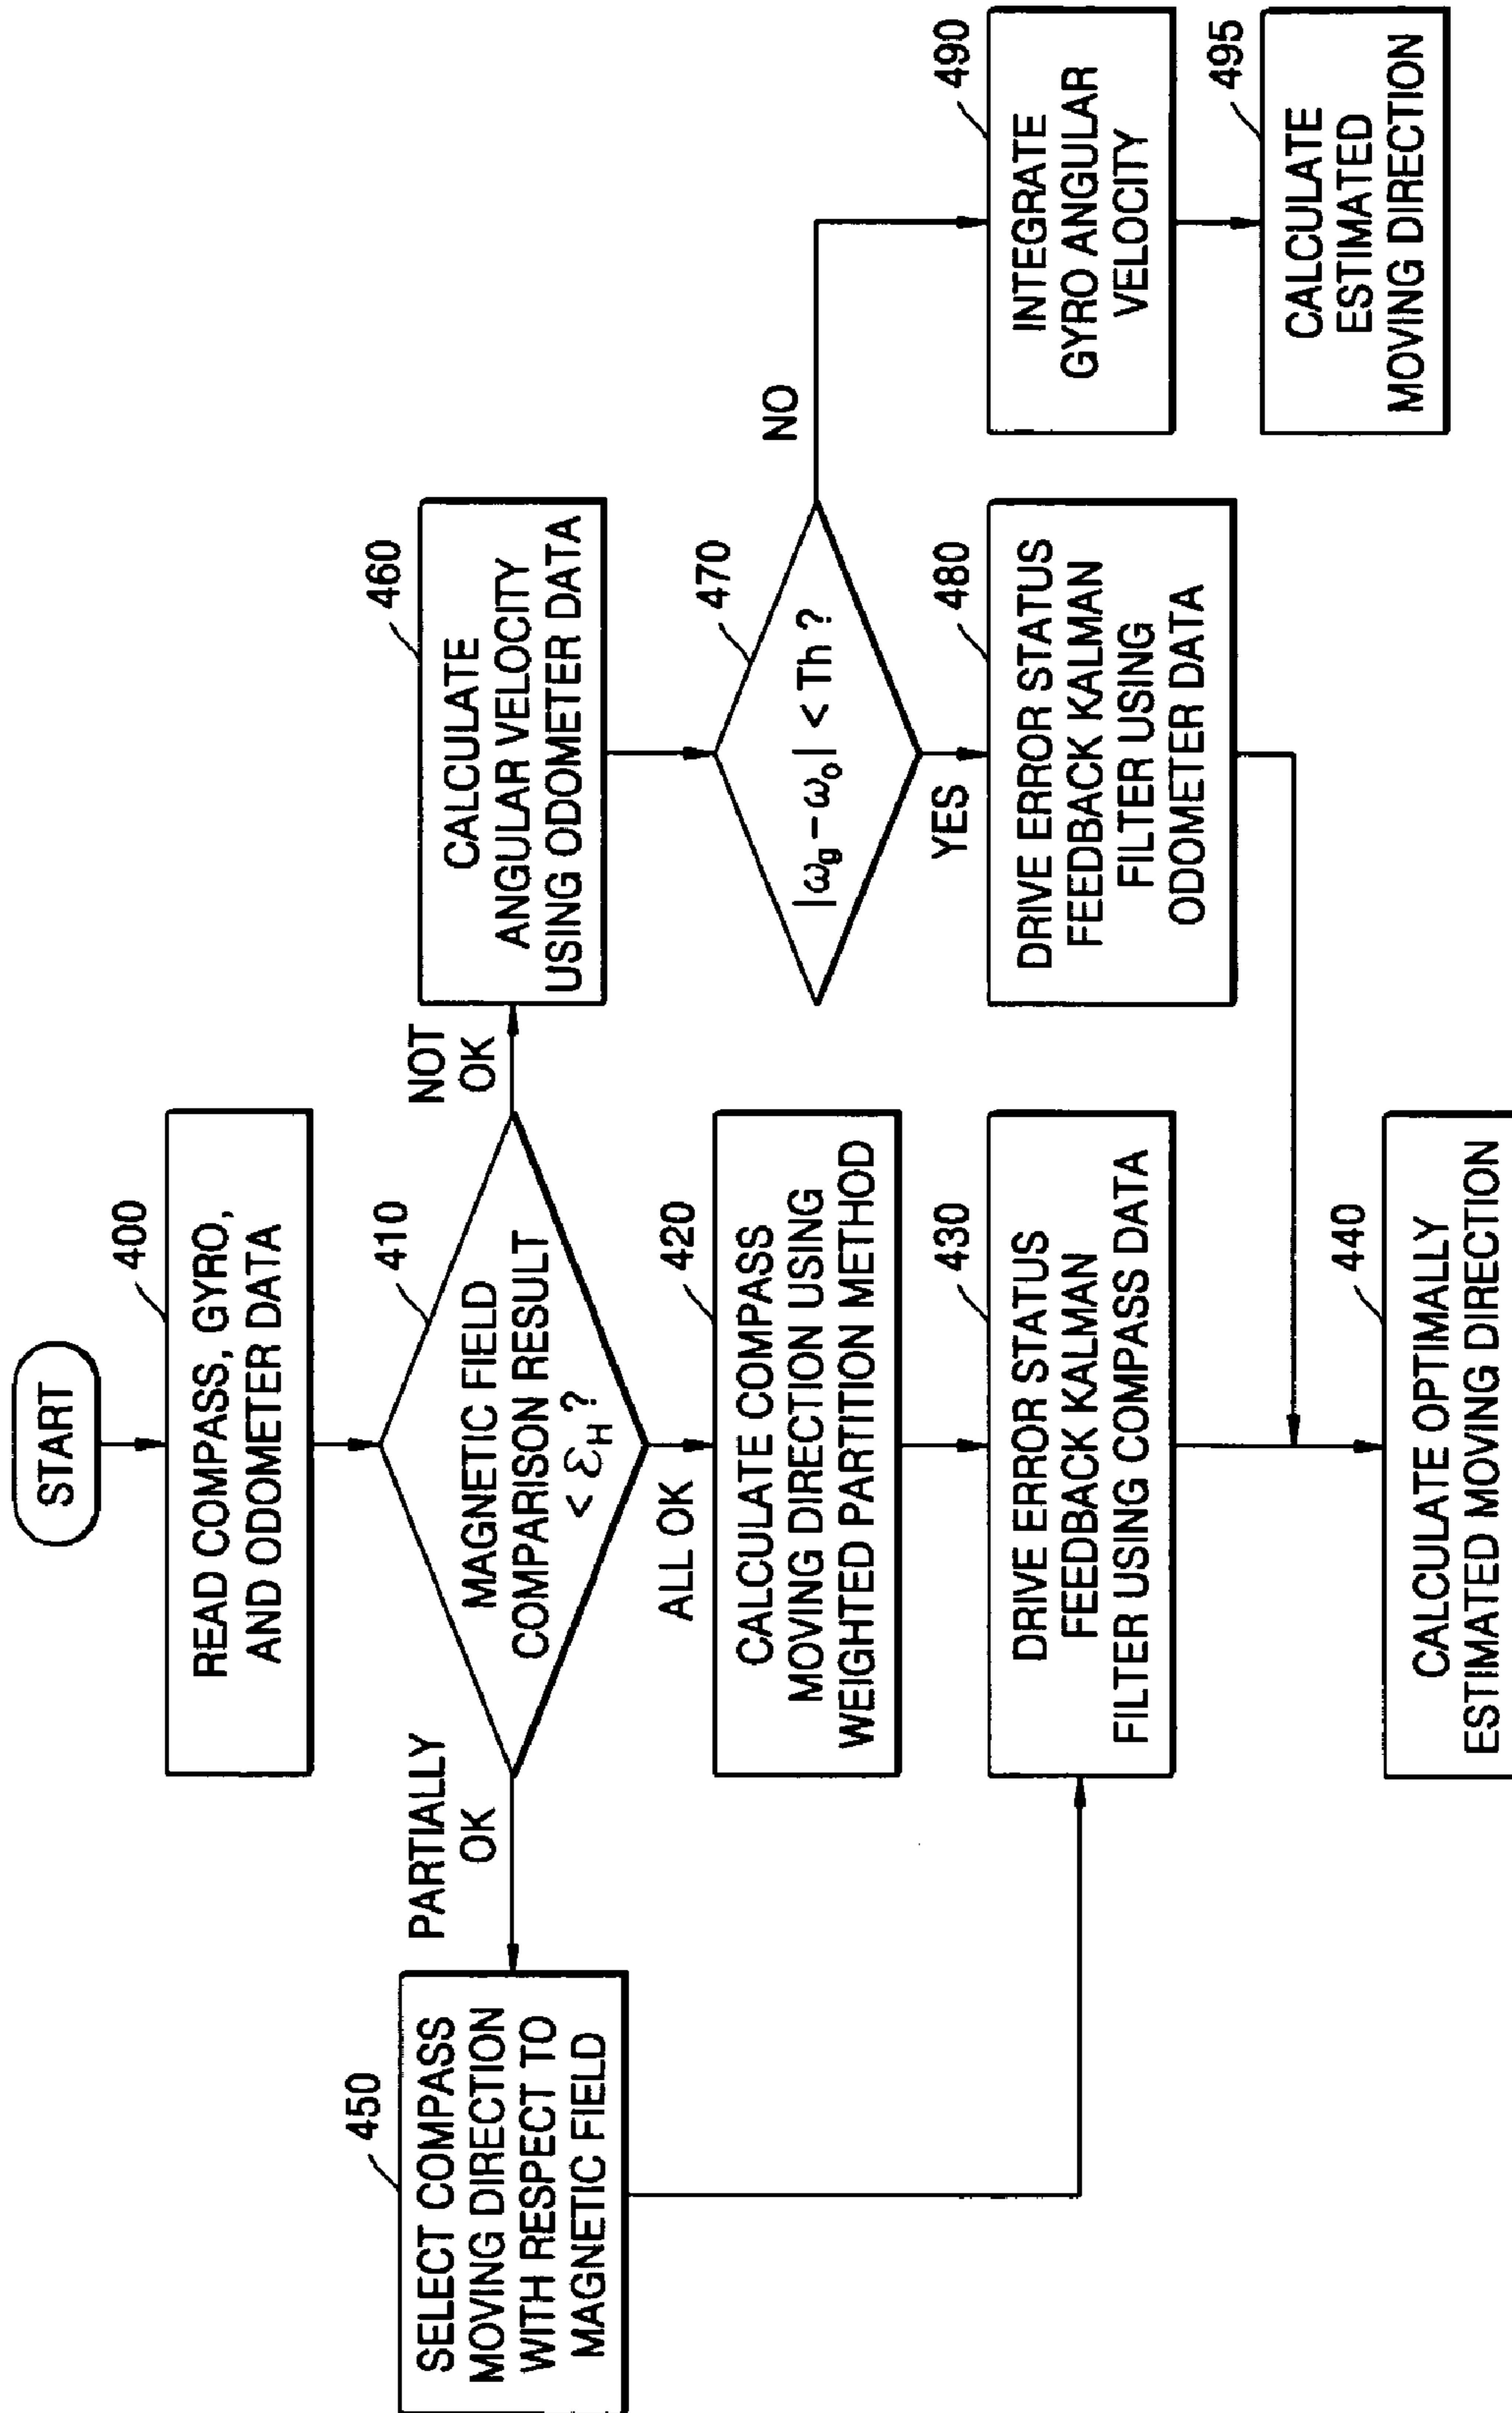 START
400
READ COMPASS, GYRO,
AND ODOMETER DATA
410
MAGNETIC FIELD
COMPARISON RESULT
< εH ?
PARTIALLY
OK
ALL OK
NOT
OK
450
SELECT COMPASS
MOVING DIRECTION
WITH RESPECT TO
MAGNETIC FIELD
420
CALCULATE COMPASS
MOVING DIRECTION USING
WEIGHTED PARTITION METHOD
430
DRIVE ERROR STATUS
FEEDBACK KALMAN
FILTER USING COMPASS DATA
440
CALCULATE OPTIMALLY
ESTIMATED MOVING DIRECTION
460
CALCULATE
ANGULAR VELOCITY
USING ODOMETER DATA
470
|ωg − ωo| < Th ?
YES
NO
480
DRIVE ERROR STATUS
FEEDBACK KALMAN
FILTER USING
ODOMETER DATA
490
INTEGRATE
GYRO ANGULAR
VELOCITY
495
CALCULATE
ESTIMATED
MOVING DIRECTION